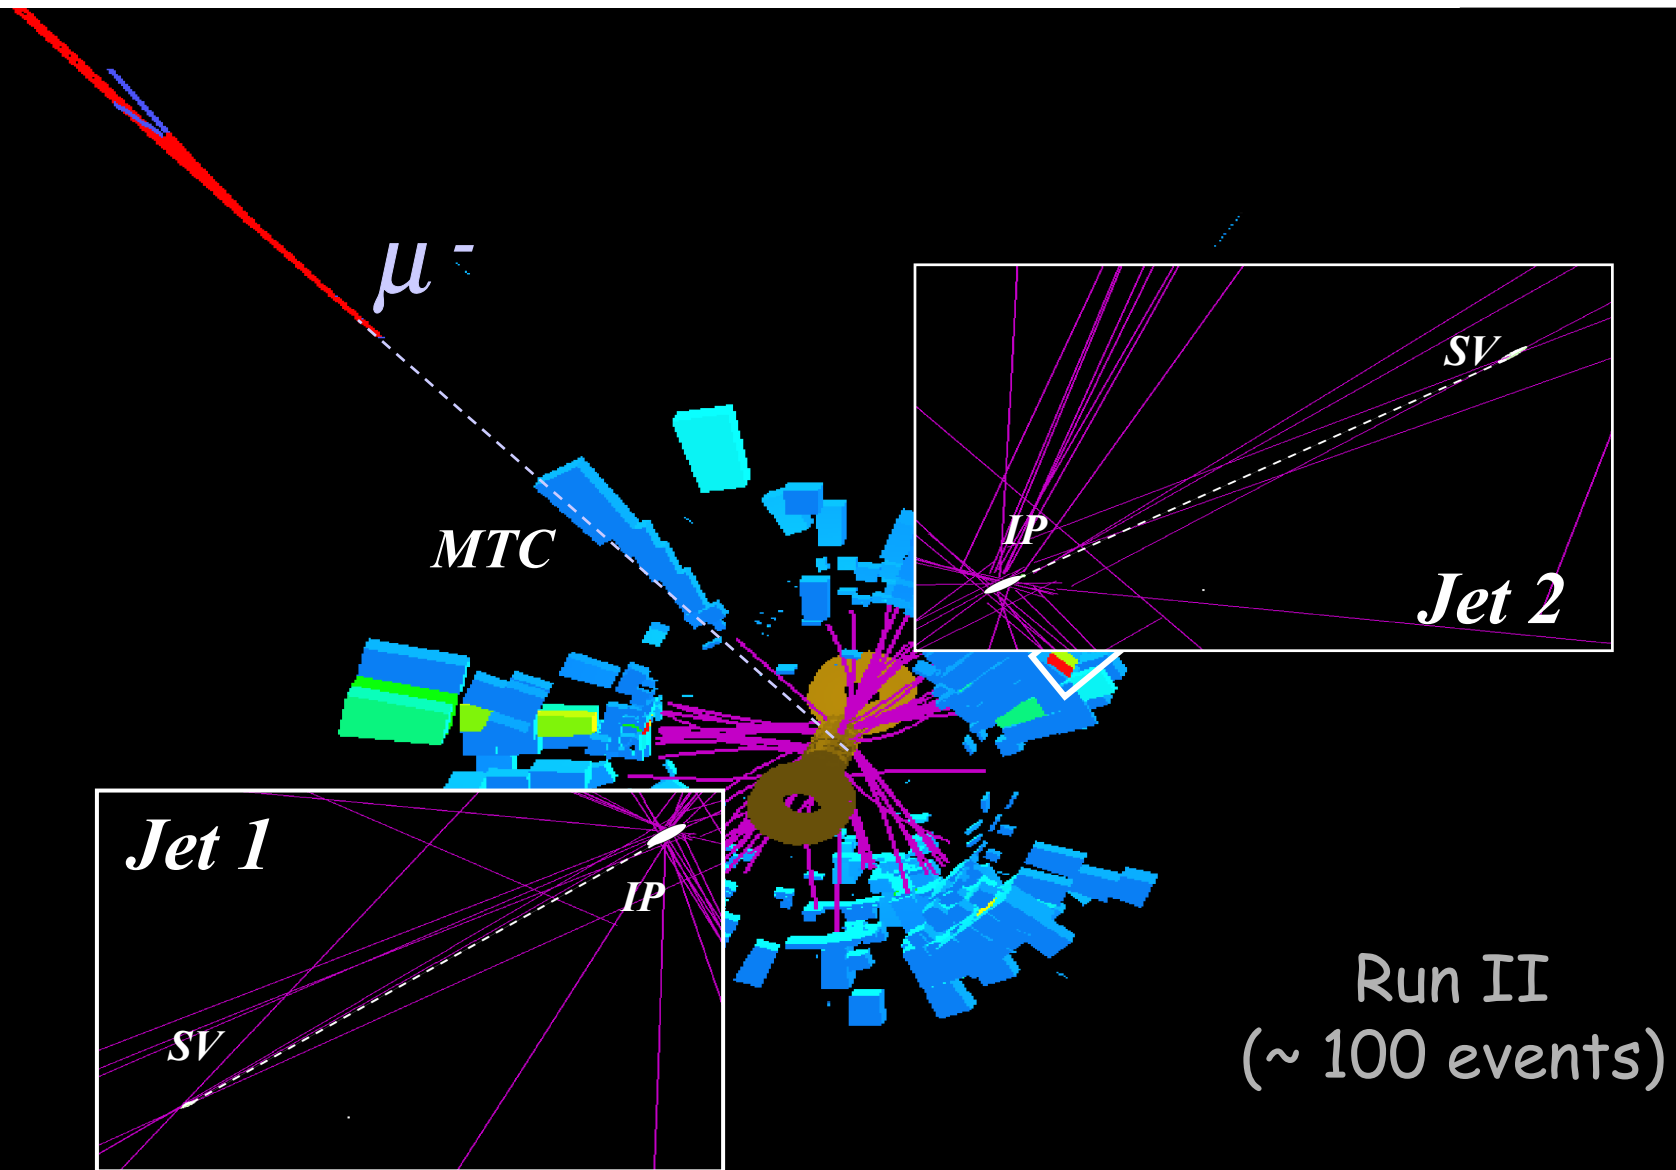 μ -
MTC
SV
IP
Jet 2
Jet 1
IP
SV
Run II
(~ 100 events)